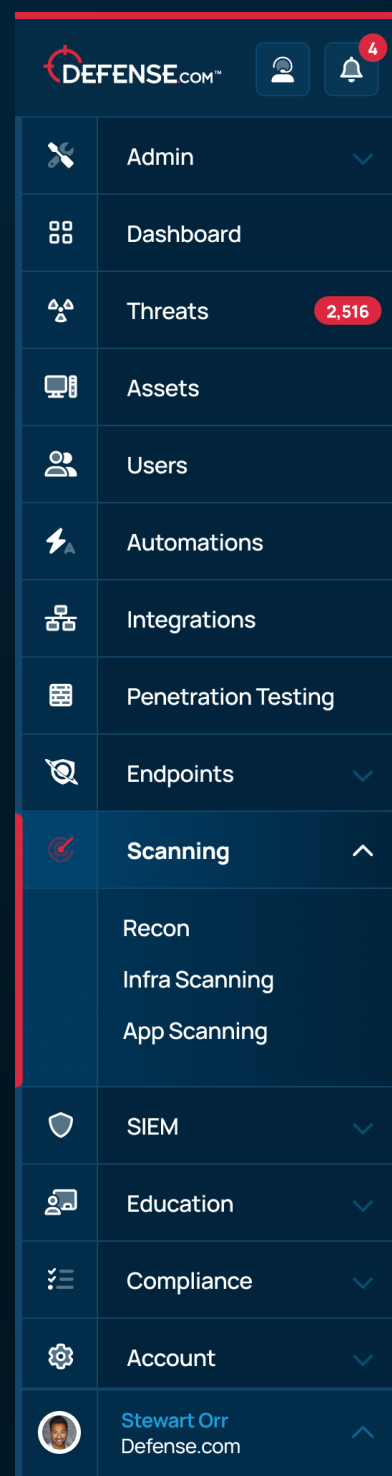 DEFENSE.COM™
4
Admin
Dashboard
Threats 2,516
Assets
Users
A
Automations
Integrations
Penetration Testing
Endpoints
Scanning
Recon
Infra Scanning
App Scanning
SIEM
Education
Compliance
Account
Stewart Orr
Defense.com